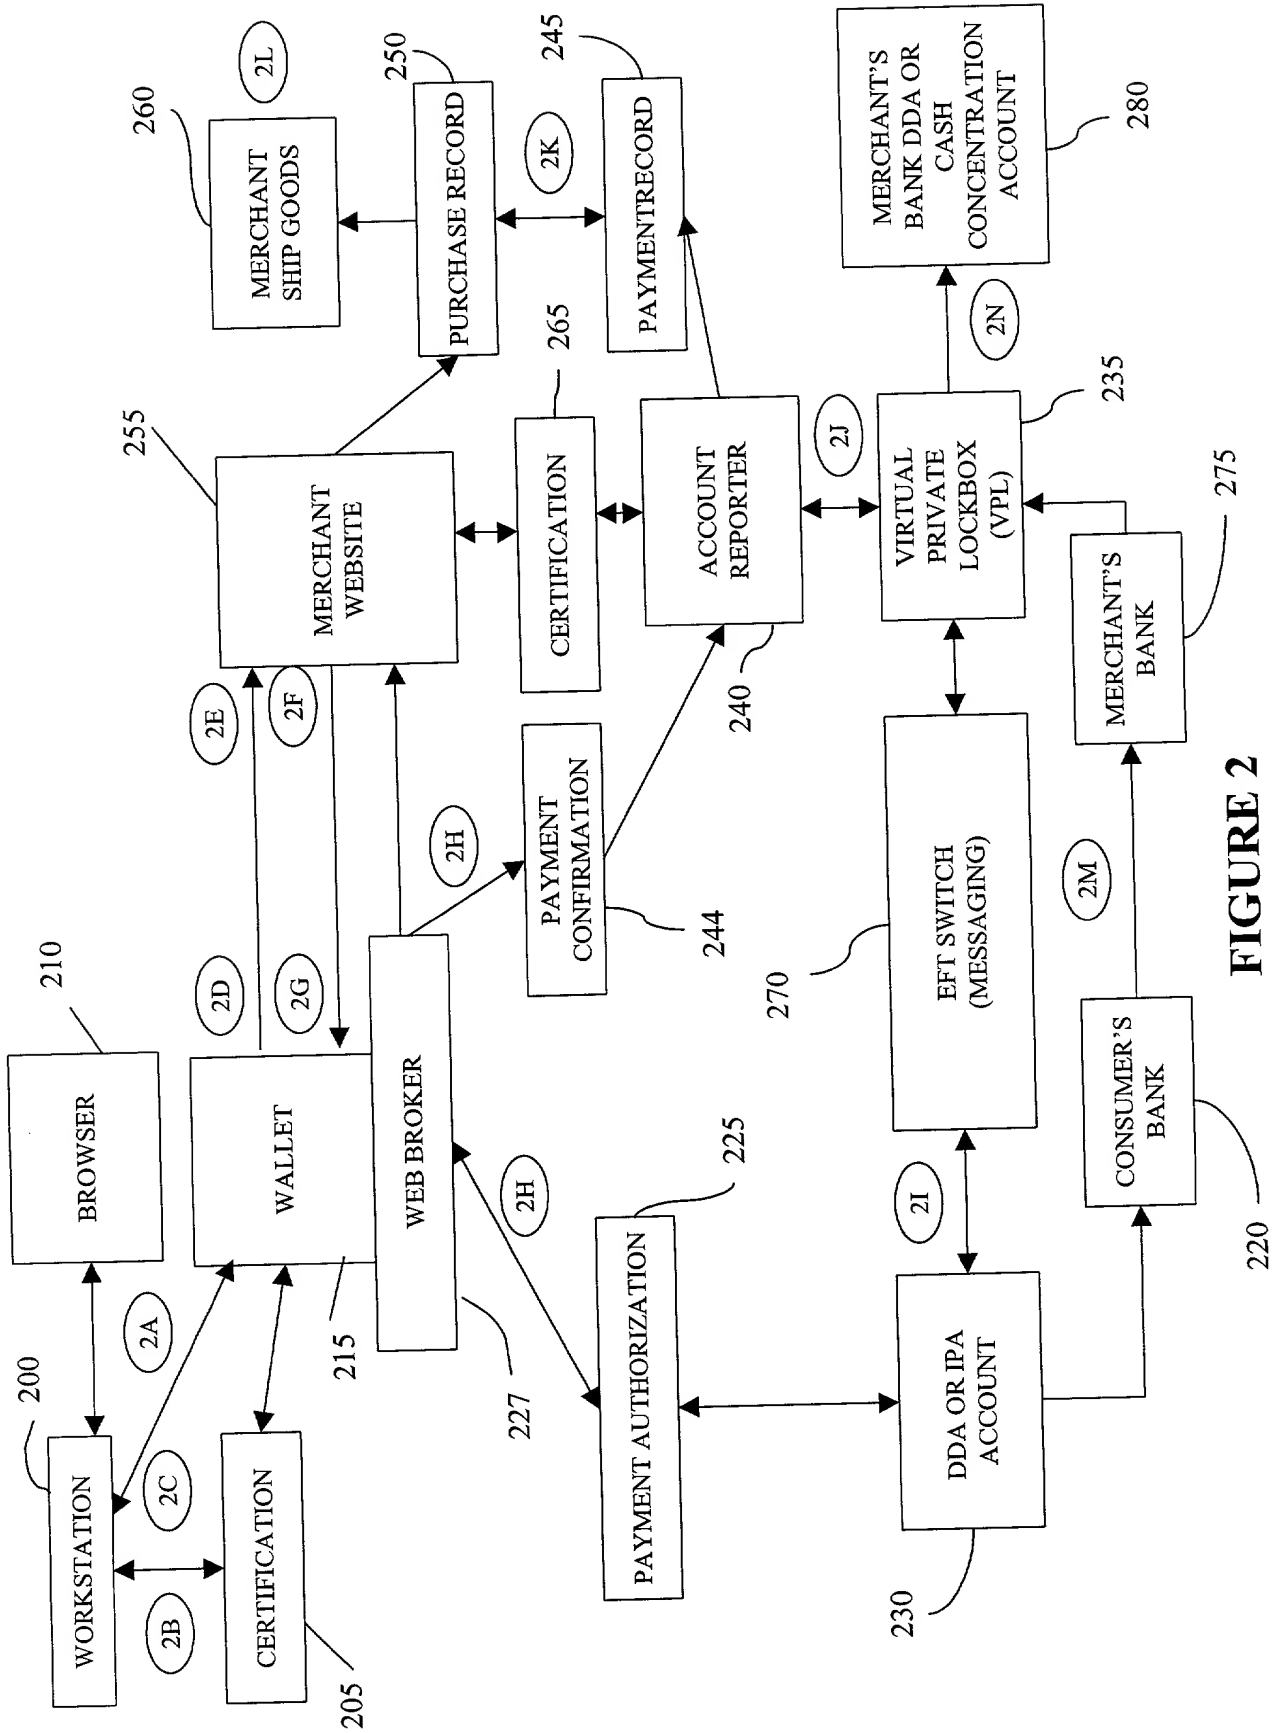 200
WORKSTATION
2A
BROWSER
210
2B
2C
CERTIFICATION
205
WALLET
215
WEB BROKER
227
2D
2E
2G
2F
MERCHANT
WEBSITE
255
MERCHANT
SHIP GOODS
260
2L
PURCHASE RECORD
250
2K
PAYMENTRECORD
245
2H
PAYMENT
CONFIRMATION
244
CERTIFICATION
265
2H
PAYMENT AUTHORIZATION
225
ACCOUNT
REPORTER
240
2J
DDA OR IPA
ACCOUNT
230
2I
EFT SWITCH
(MESSAGING)
270
VIRTUAL
PRIVATE
LOCKBOX
(VPL)
235
2N
MERCHANT'S
BANK DDA OR
CASH
CONCENTRATION
ACCOUNT
280
CONSUMER'S
BANK
220
2M
MERCHANT'S
BANK
275
FIGURE 2